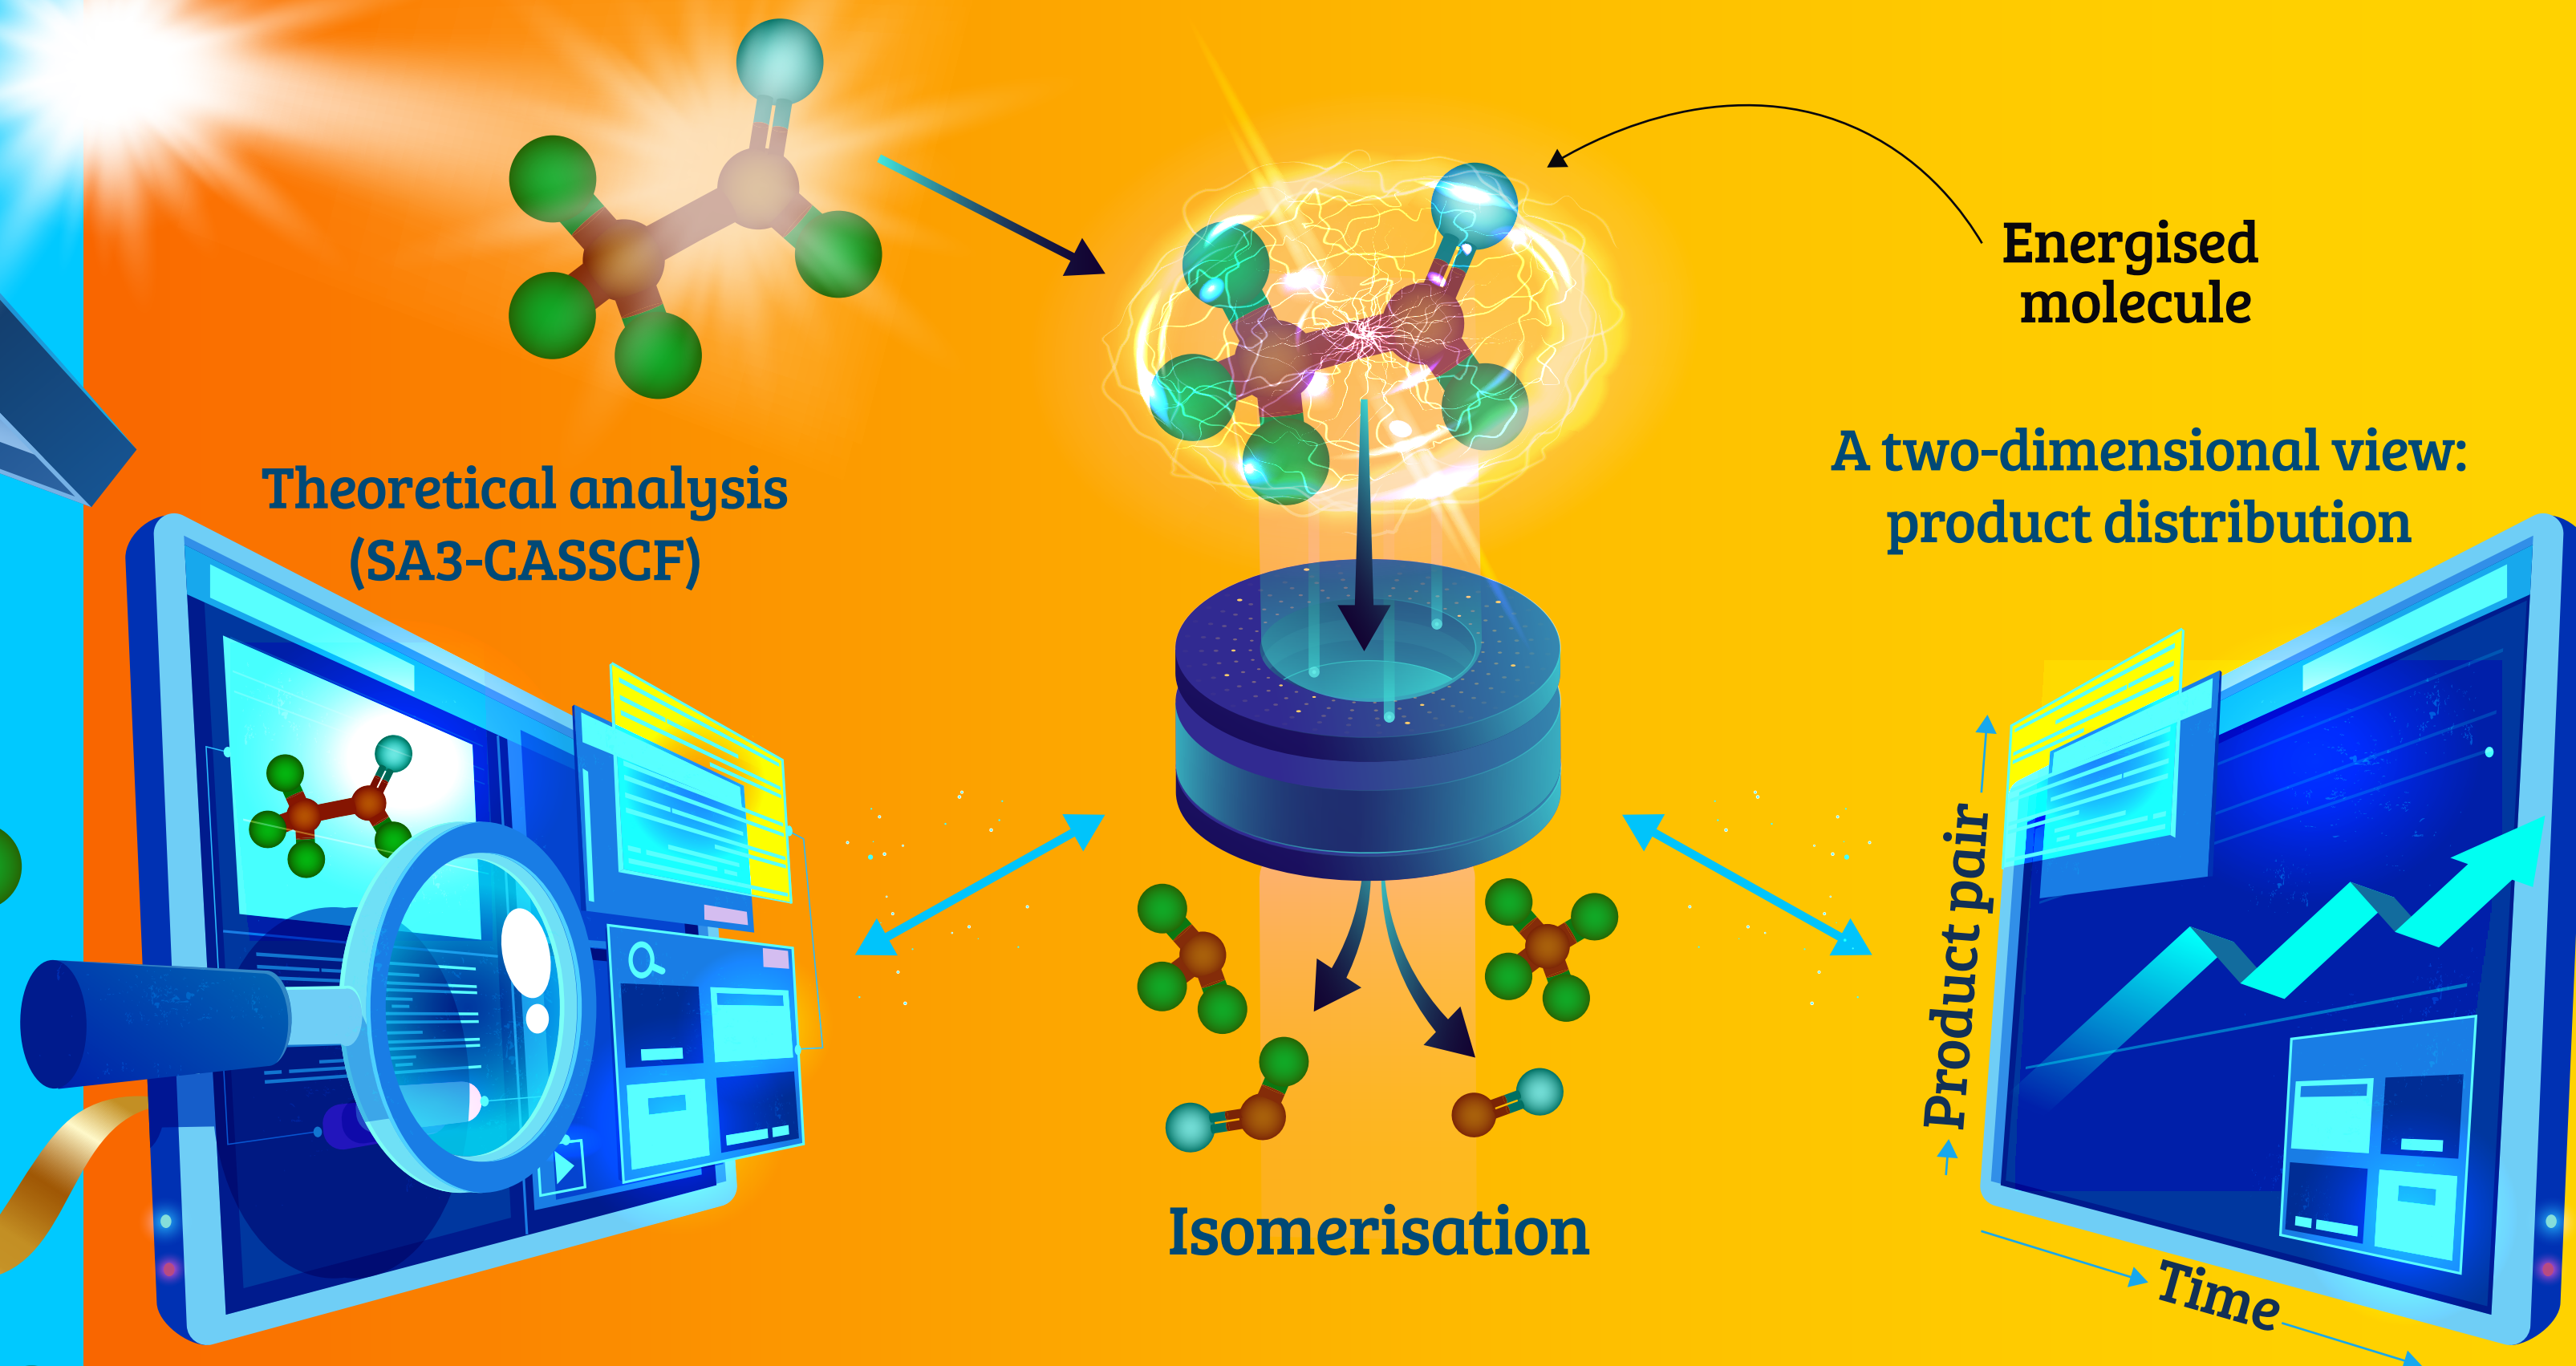 Energised
molecule
Theoretical analysis
(SA3-CASSCF)
A two-dimensional view:
product distribution
Product pair
Isomerisation
Time